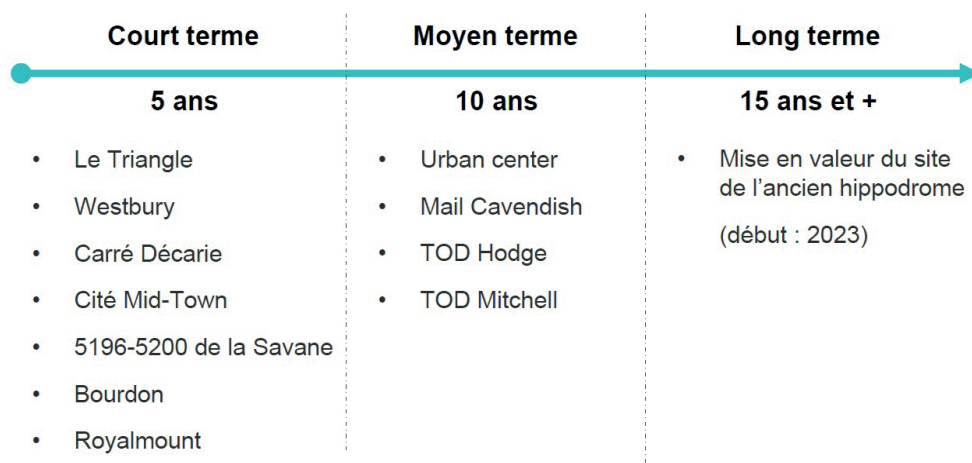 Court terme
5 ans
• Le Triangle
• Westbury
• Carré Décarie
• Cité Mid-Town
• 5196-5200 de la Savane
• Bourdon
• Royalmount
Moyen terme
10 ans
• Urban center
• Mail Cavendish
• TOD Hodge
• TOD Mitchell
Long terme
15 ans et +
• Mise en valeur du site
de l'ancien hippodrome
(début : 2023)